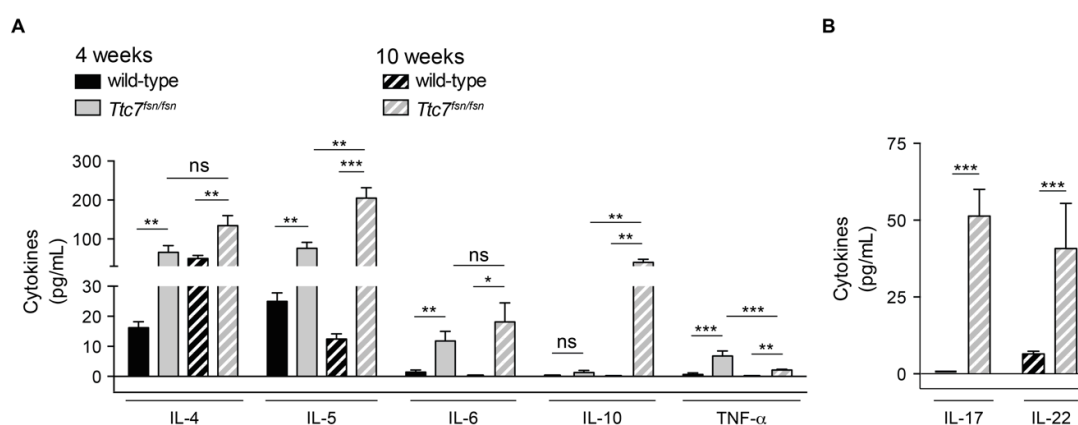 A
B
4 weeks
10 weeks
wild-type
wild-type
Ttc7fsn/fsn
Ttc7fsn/fsn
Cytokines
(pg/mL)
300
200
100
30
20
10
0
**
ns
**
**
**
***
**
ns
*
ns
**
**
***
***
**
IL-4
IL-5
IL-6
IL-10
TNF-α
Cytokines
(pg/mL)
75
50
25
0
***
***
IL-17
IL-22